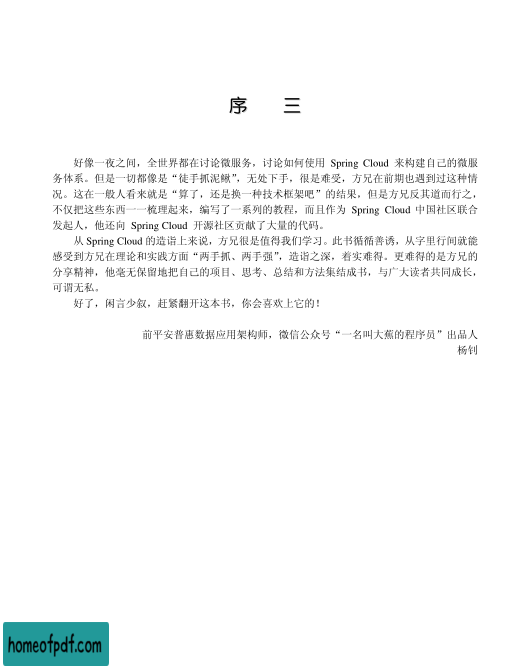 序 三
好像一夜之间，全世界都在讨论微服务，讨论如何使用 Spring Cloud 来构建自己的微服
务体系。但是一切都像是“徒手抓泥鳅”，无处下手，很是难受，方兄在前期也遇到过这种情
况。这在一般人看来就是“算了，还是换一种技术框架吧”的结果，但是方兄反其道而行之，
不仅把这些东西一一梳理起来，编写了一系列的教程，而且作为 Spring Cloud 中国社区联合
发起人，他还向 Spring Cloud 开源社区贡献了大量的代码。
从 Spring Cloud 的造诣上来说，方兄很是值得我们学习。此书循循善诱，从字里行间就能
感受到方兄在理论和实践方面“两手抓、两手强”，造诣之深，着实难得。更难得的是方兄的
分享精神，他毫无保留地把自己的项目、思考、总结和方法集结成书，与广大读者共同成长，
可谓无私。
好了，闲言少叙，赶紧翻开这本书，你会喜欢上它的！
前平安普惠数据应用架构师，微信公众号“一名叫大蕉的程序员”出品人
杨钊
homeofpdf.com